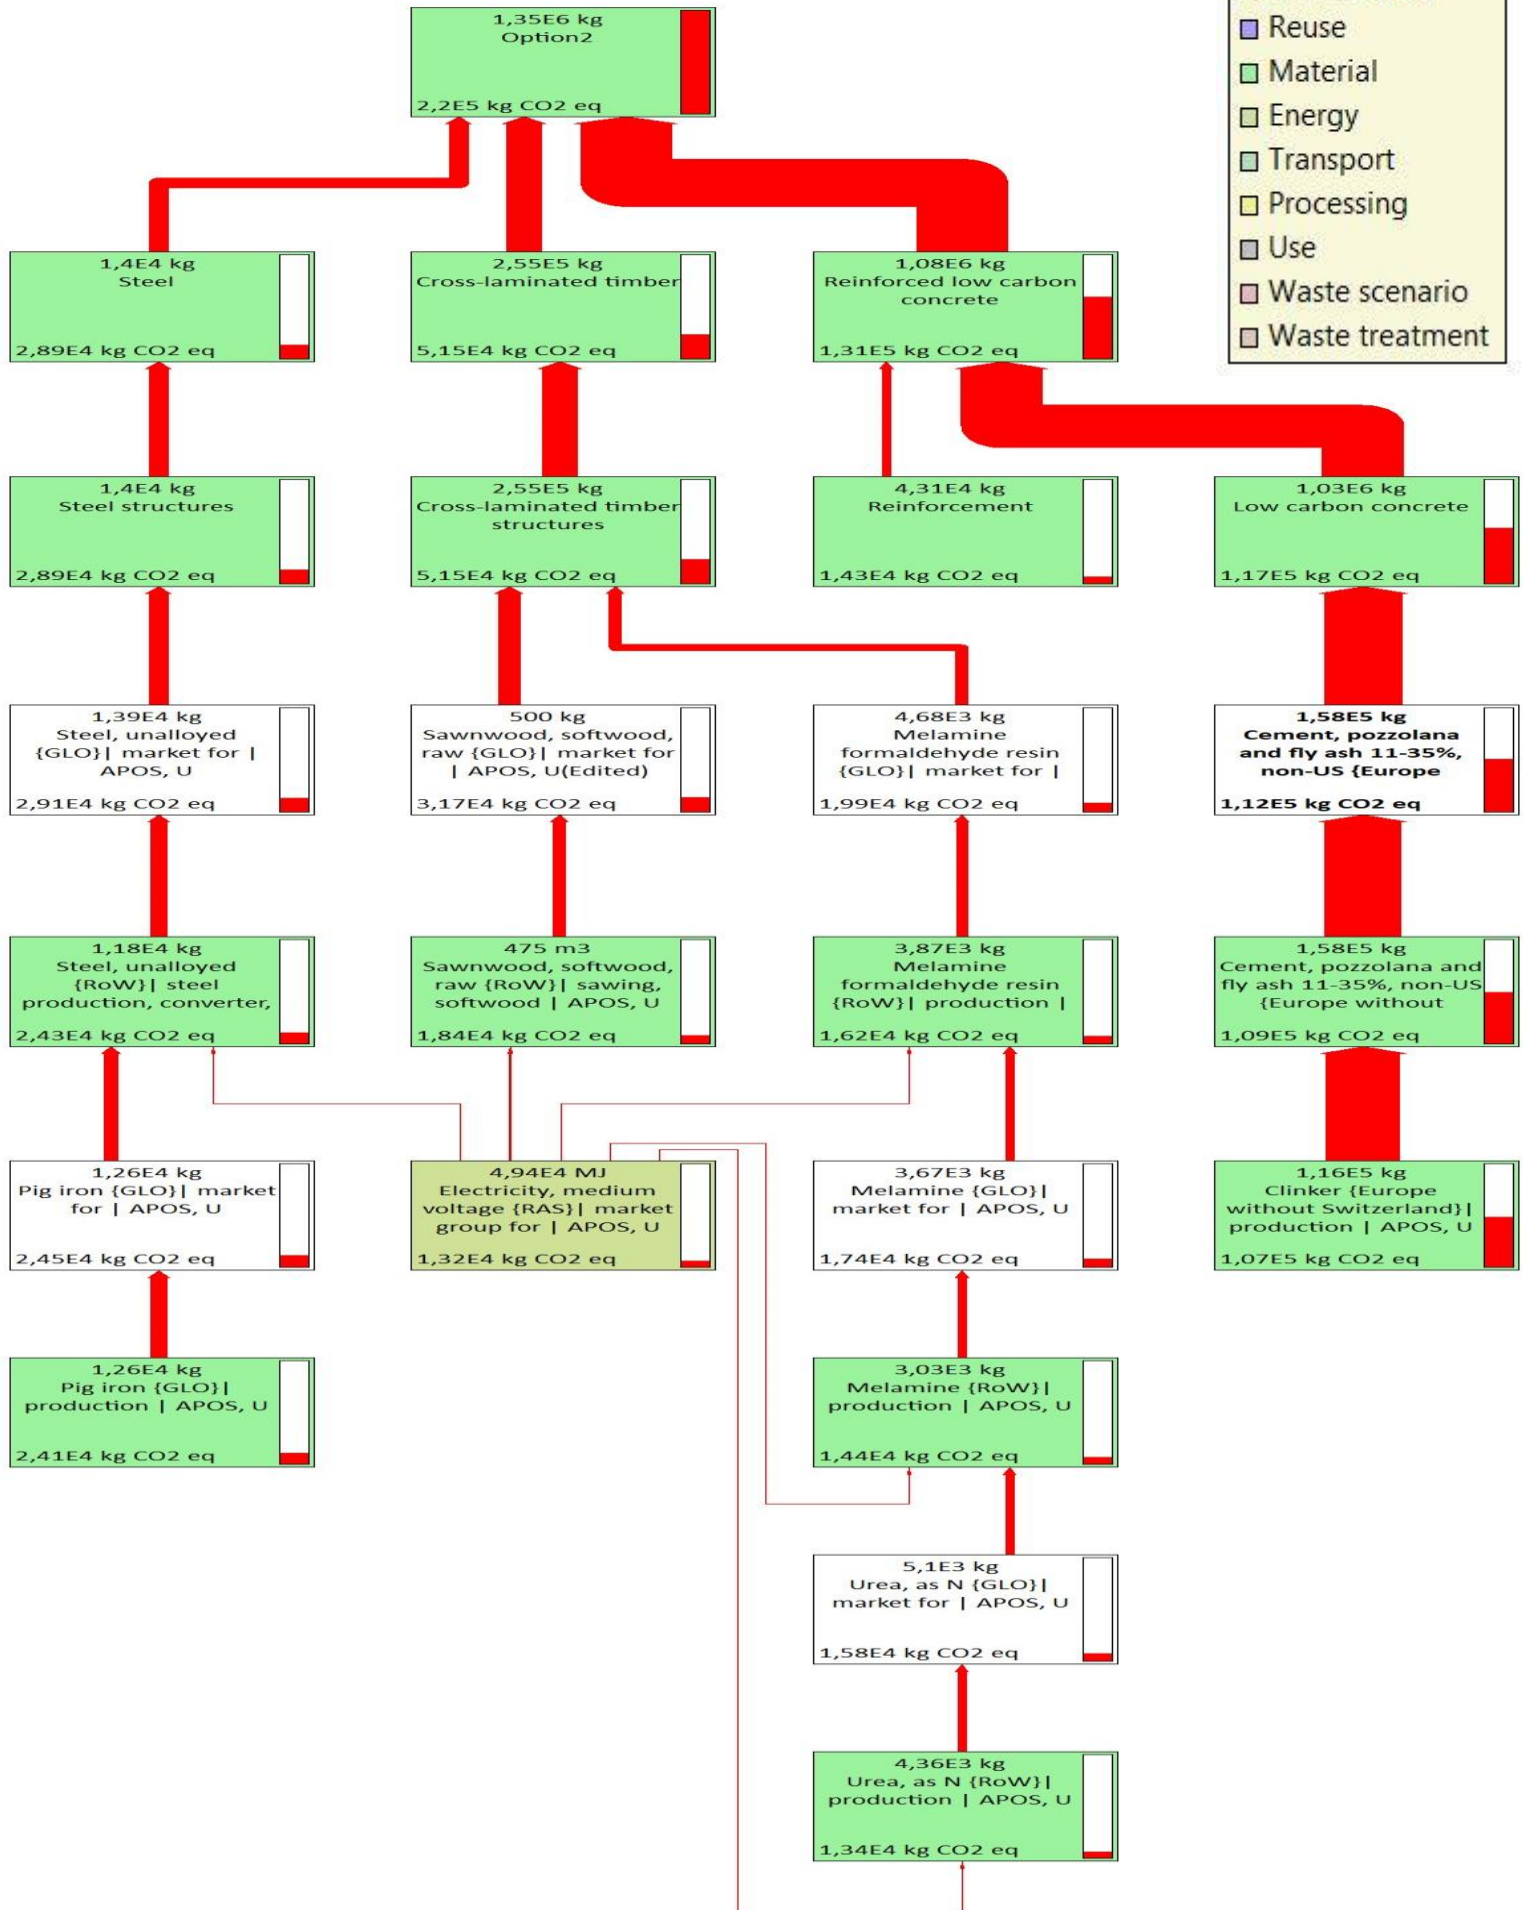 1,35E6 kg
Option2
2,2E5 kg CO2 eq
Reuse
Material
Energy
Transport
Processing
Use
Waste scenario
Waste treatment
1,4E4 kg
Steel
2,89E4 kg CO2 eq
2,55E5 kg
Cross-laminated timber
5,15E4 kg CO2 eq
1,08E6 kg
Reinforced low carbon
concrete
1,31E5 kg CO2 eq
1,4E4 kg
Steel structures
2,89E4 kg CO2 eq
2,55E5 kg
Cross-laminated timber
structures
5,15E4 kg CO2 eq
4,31E4 kg
Reinforcement
1,43E4 kg CO2 eq
1,03E6 kg
Low carbon concrete
1,17E5 kg CO2 eq
1,39E4 kg
Steel, unalloyed
{GLO}| market for |
APOS, U
2,91E4 kg CO2 eq
500 kg
Sawnwood, softwood,
raw {GLO}| market for
| APOS, U(Edited)
3,17E4 kg CO2 eq
4,68E3 kg
Melamine
formaldehyde resin
{GLO}| market for |
1,99E4 kg CO2 eq
1,58E5 kg
Cement, pozzolana
and fly ash 11-35%,
non-US {Europe
1,12E5 kg CO2 eq
1,18E4 kg
Steel, unalloyed
{RoW}| steel
production, converter,
2,43E4 kg CO2 eq
475 m3
Sawnwood, softwood,
raw {RoW}| sawing,
softwood | APOS, U
1,84E4 kg CO2 eq
3,87E3 kg
Melamine
formaldehyde resin
{RoW}| production |
1,62E4 kg CO2 eq
1,58E5 kg
Cement, pozzolana and
fly ash 11-35%, non-US
{Europe without
1,09E5 kg CO2 eq
1,26E4 kg
Pig iron {GLO}| market
for | APOS, U
2,45E4 kg CO2 eq
4,94E4 MJ
Electricity, medium
voltage {RAS}| market
group for | APOS, U
1,32E4 kg CO2 eq
3,67E3 kg
Melamine {GLO}|
market for | APOS, U
1,74E4 kg CO2 eq
1,16E5 kg
Clinker {Europe
without Switzerland}|
production | APOS, U
1,07E5 kg CO2 eq
1,26E4 kg
Pig iron {GLO}|
production | APOS, U
2,41E4 kg CO2 eq
3,03E3 kg
Melamine {RoW}|
production | APOS, U
1,44E4 kg CO2 eq
5,1E3 kg
Urea, as N {GLO}|
market for | APOS, U
1,58E4 kg CO2 eq
4,36E3 kg
Urea, as N {RoW}|
production | APOS, U
1,34E4 kg CO2 eq